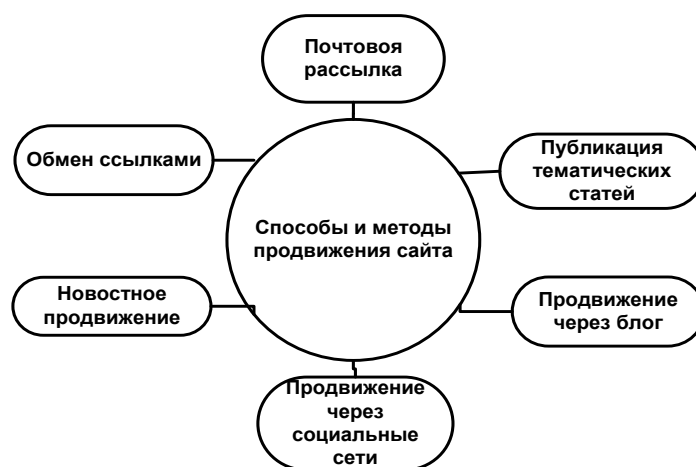 Почтовоя
рассылка
Обмен ссылками
Публикация
тематических
статей
Способы и методы
продвижения сайта
Новостное
продвижение
Продвижение
через блог
Продвижение
через
социальные
сети